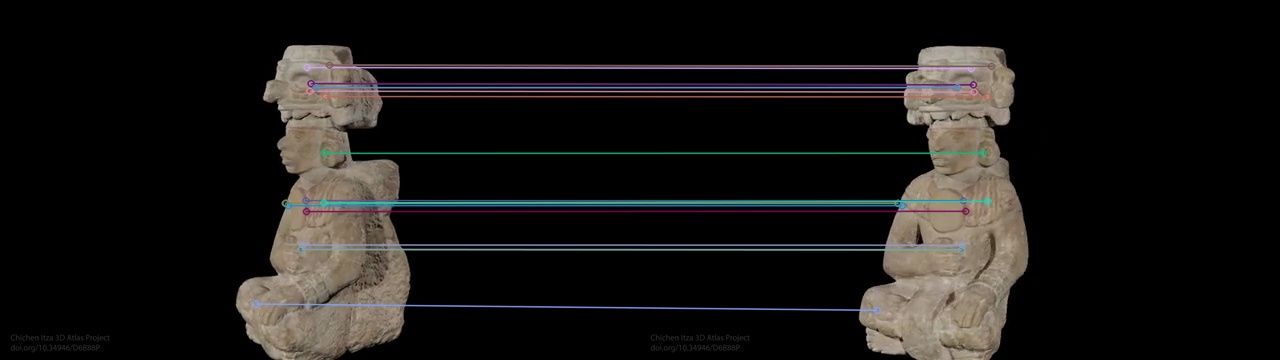 Chichen Itza 3D Atlas Project
doi.org/10.34946/D6B88P
Chichen Itza 3D Atlas Project
doi.org/10.34946/D6B88P